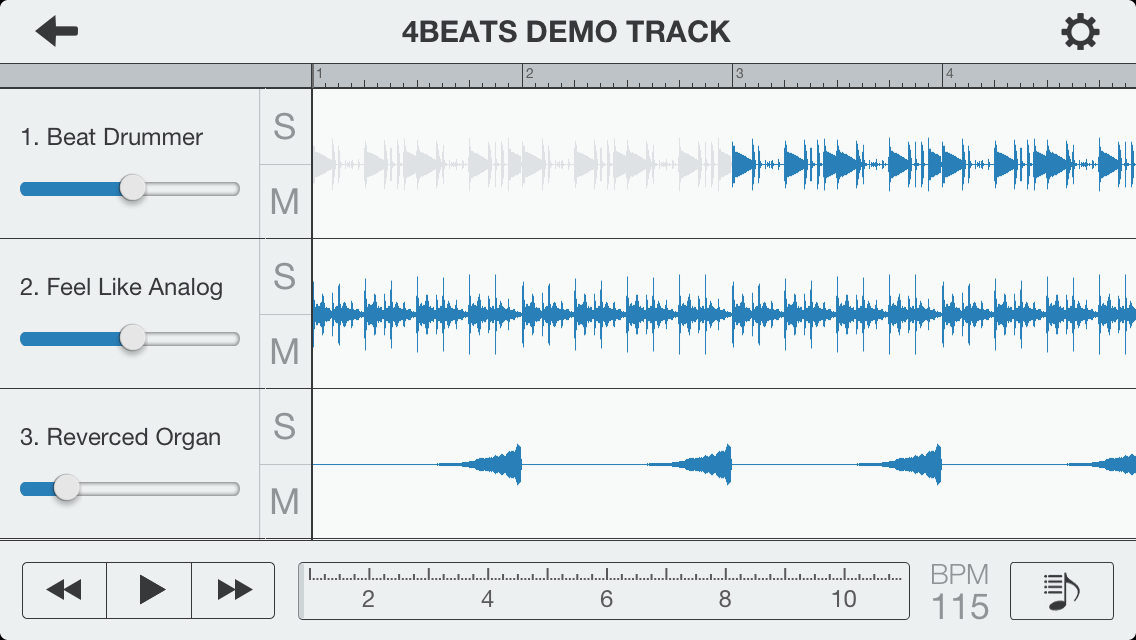 4BEATS DEMO TRACK
1 2 3 4
1. Beat Drummer
S
M
2. Feel Like Analog
S
M
3. Reverced Organ
S
M
2 4 6 8 10
BPM
115